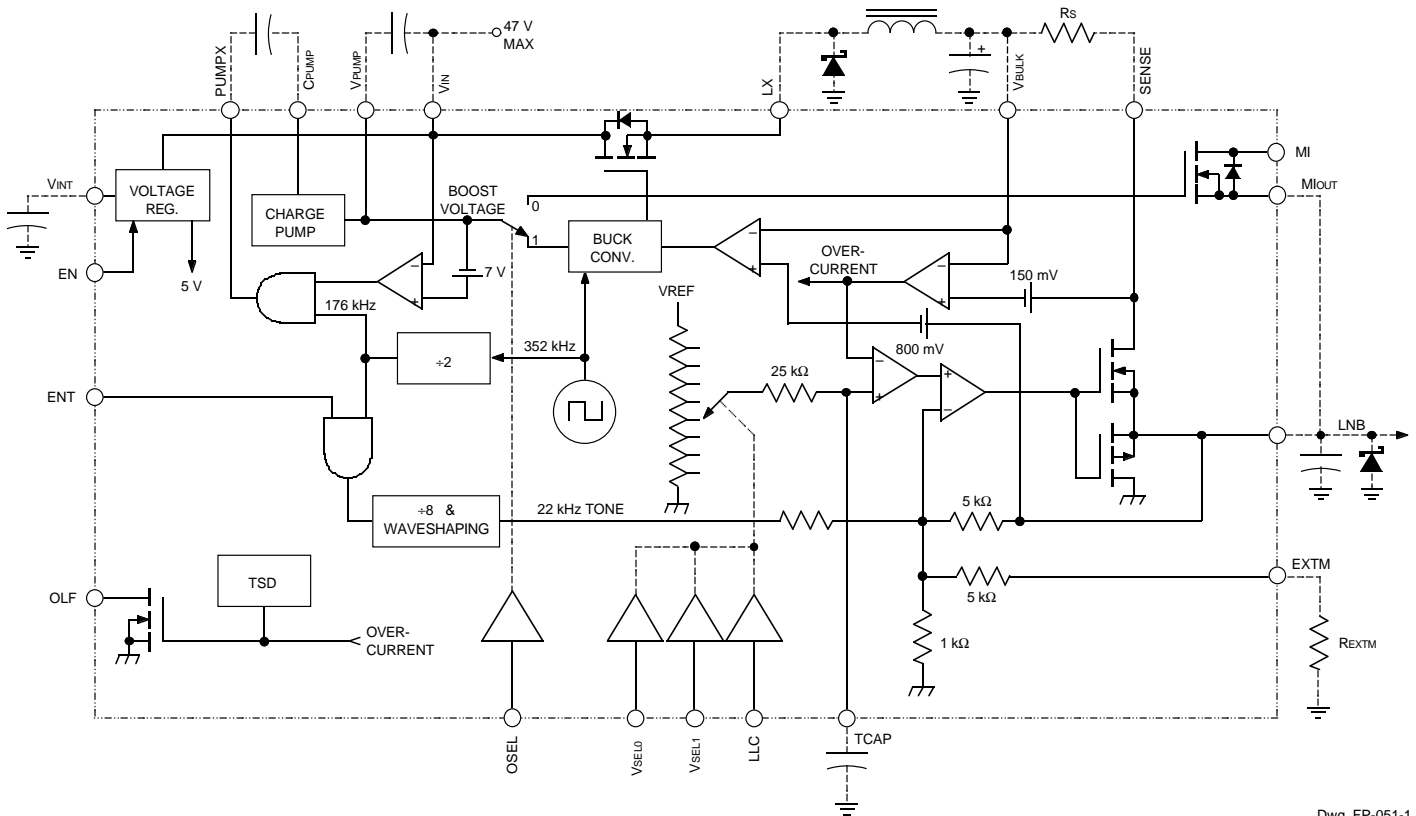 47 V
MAX
RS
PUMPX
CPUMP
VPUMP
VIN
LX
VBULK
SENSE
MI
VINT
VOLTAGE
REG.
MIOUT
BOOST
VOLTAGE
0
CHARGE
PUMP
1
BUCK
CONV.
−
+
OVER-
CURRENT
−
+
EN
5 V
−
+
7 V
150 mV
176 kHz
VREF
÷2
352 kHz
800 mV
25 kΩ
−
+
+
−
ENT
LNB
÷8 &
WAVESHAPING
22 kHz TONE
5 kΩ
EXTM
5 kΩ
OLF
TSD
OVER-
CURRENT
1 kΩ
REXTM
OSEL
VSEL0
VSEL1
LLC
TCAP
+
Dwg. FP-051-1